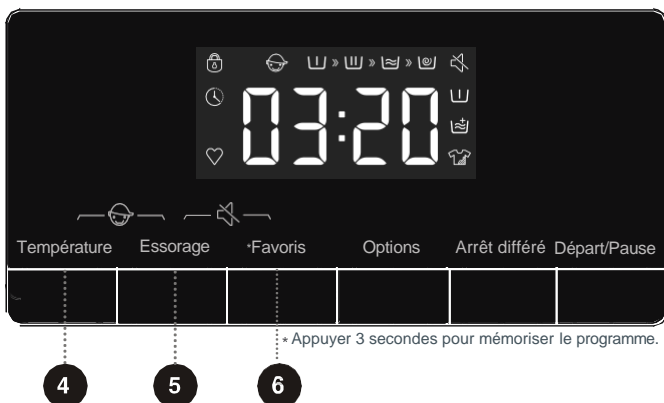 03:20
Température Essorage *Favoris Options Arrêt différé Départ/Pause
* Appuyer 3 secondes pour mémoriser le programme.
4 5 6